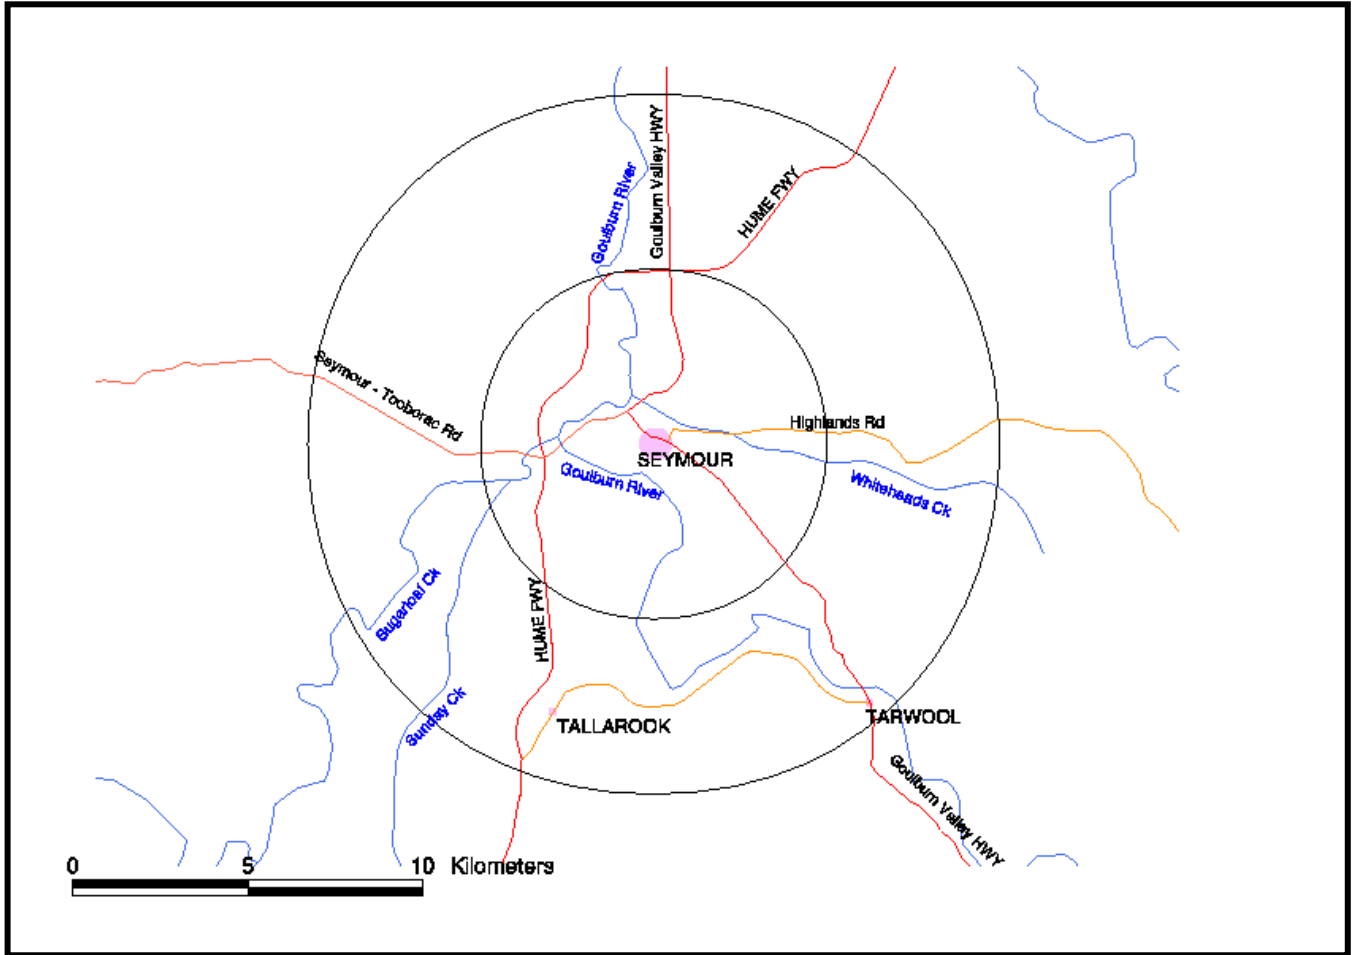 Goulburn Valley HWY
Goulburn River
HUME FWY
Seymour - Tooborac Rd
Highlands Rd
SEYMOUR
Goulburn River
Whiteheads Ck
Sugarloaf Ck
HUME FWY
Sunday Ck
TALLAROOK
TARWOOL
Goulburn Valley HWY
0 5 10 Kilometers